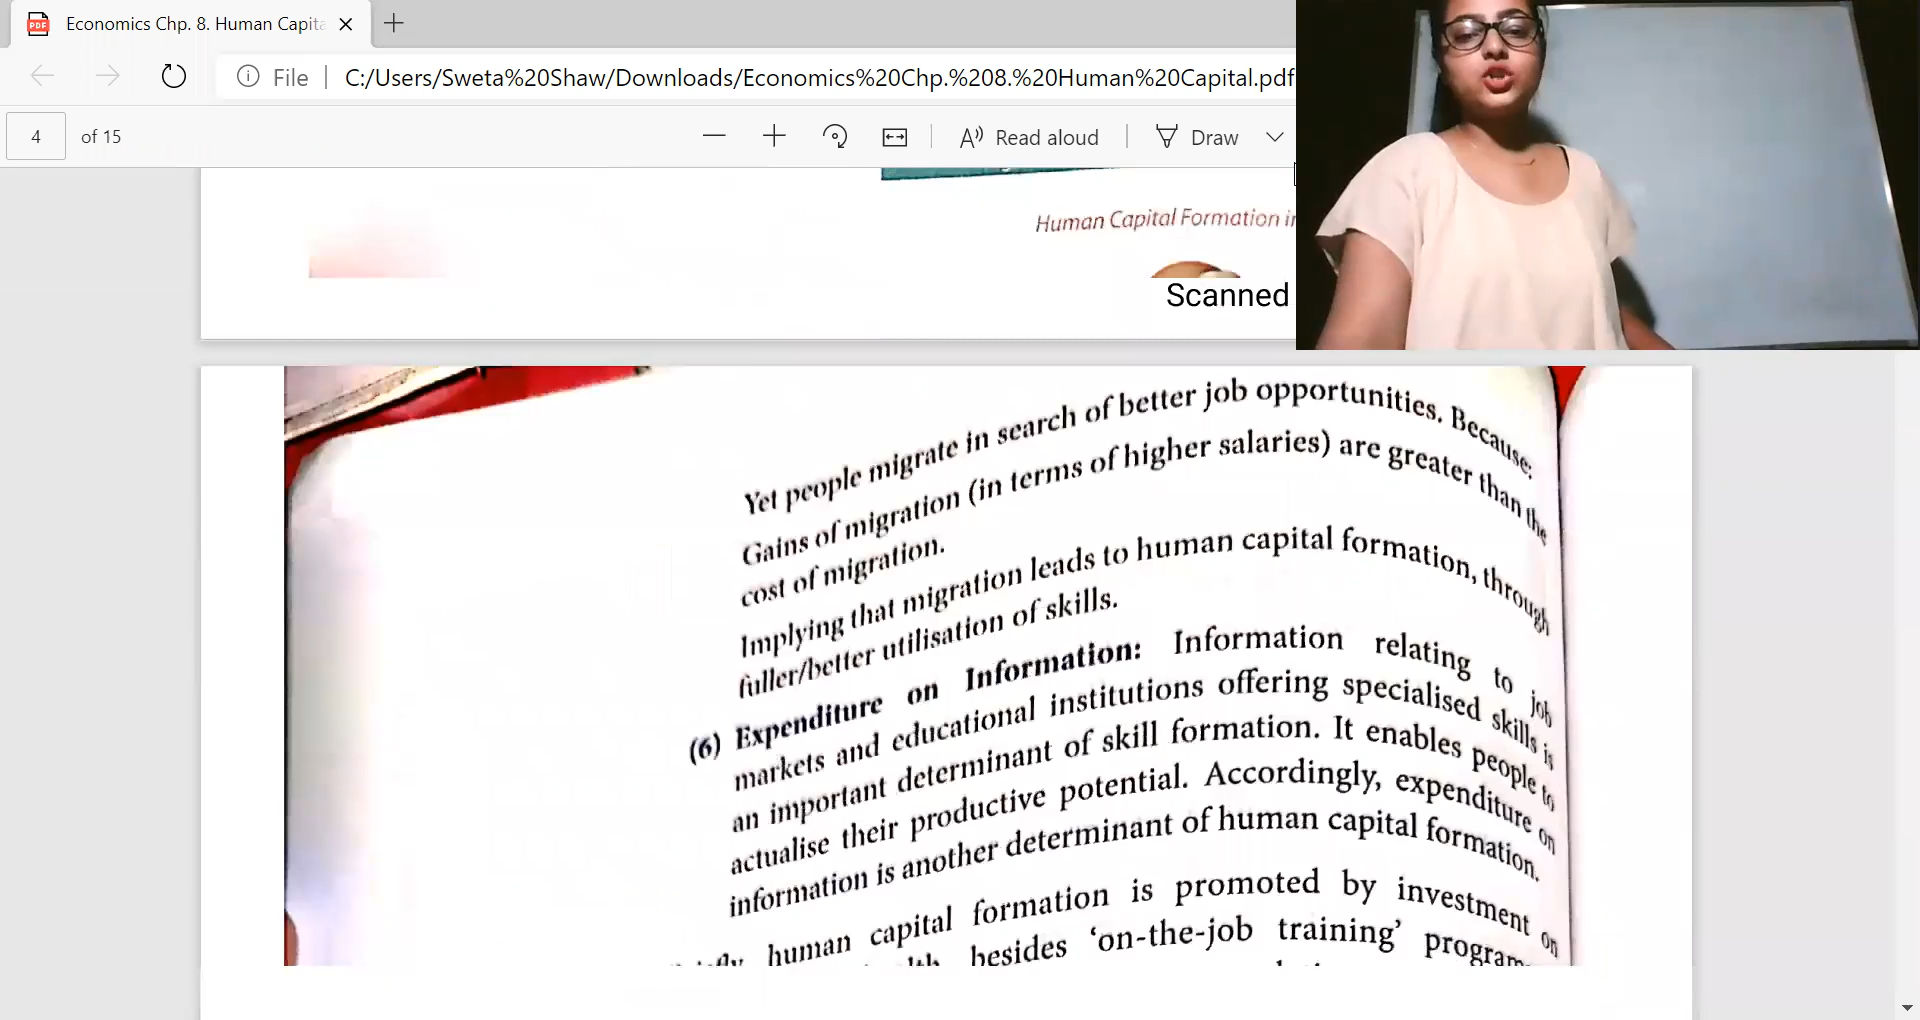 Economics Chp. 8. Human Capita
File
C:/Users/Sweta%20Shaw/Downloads/Economics%20Chp.%208.%20Human%20Capital.pdf
4 of 15
Read aloud
Draw
Human Capital Formation in
Scanned
Yet people migrate in search of better job opportunities. Because:
Gains of migration (in terms of higher salaries) are greater than the
cost of migration.
Implying that migration leads to human capital formation, through
fuller/better utilisation of skills.
(6) Expenditure on Information: Information relating to job
markets and educational institutions offering specialised skills is
an important determinant of skill formation. It enables people to
actualise their productive potential. Accordingly, expenditure on
information is another determinant of human capital formation.
human capital formation is promoted by investment on
besides ‘on-the-job training’